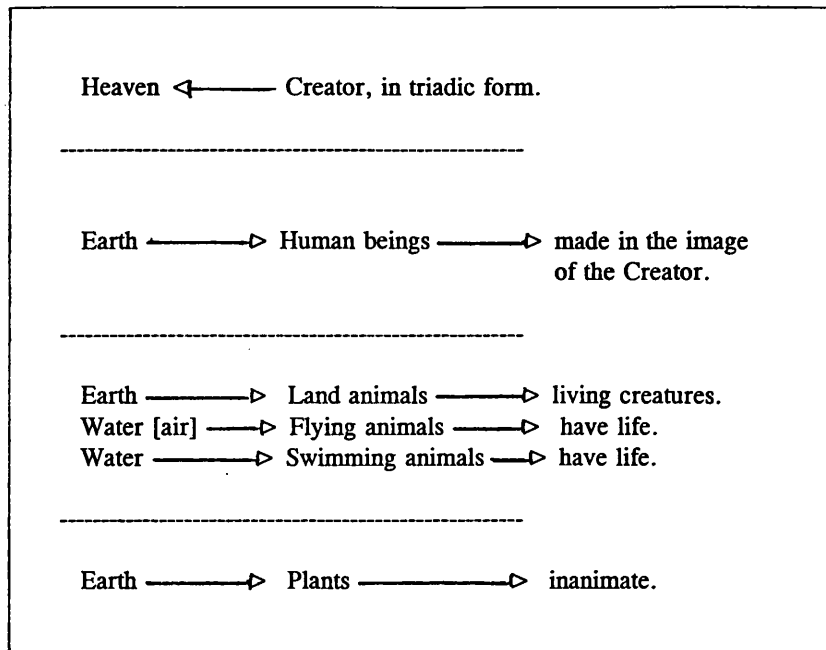 Heaven Creator, in triadic form.
Earth Human beings made in the image
of the Creator.
Earth Land animals living creatures.
Water [air] Flying animals have life.
Water Swimming animals have life.
Earth Plants inanimate.